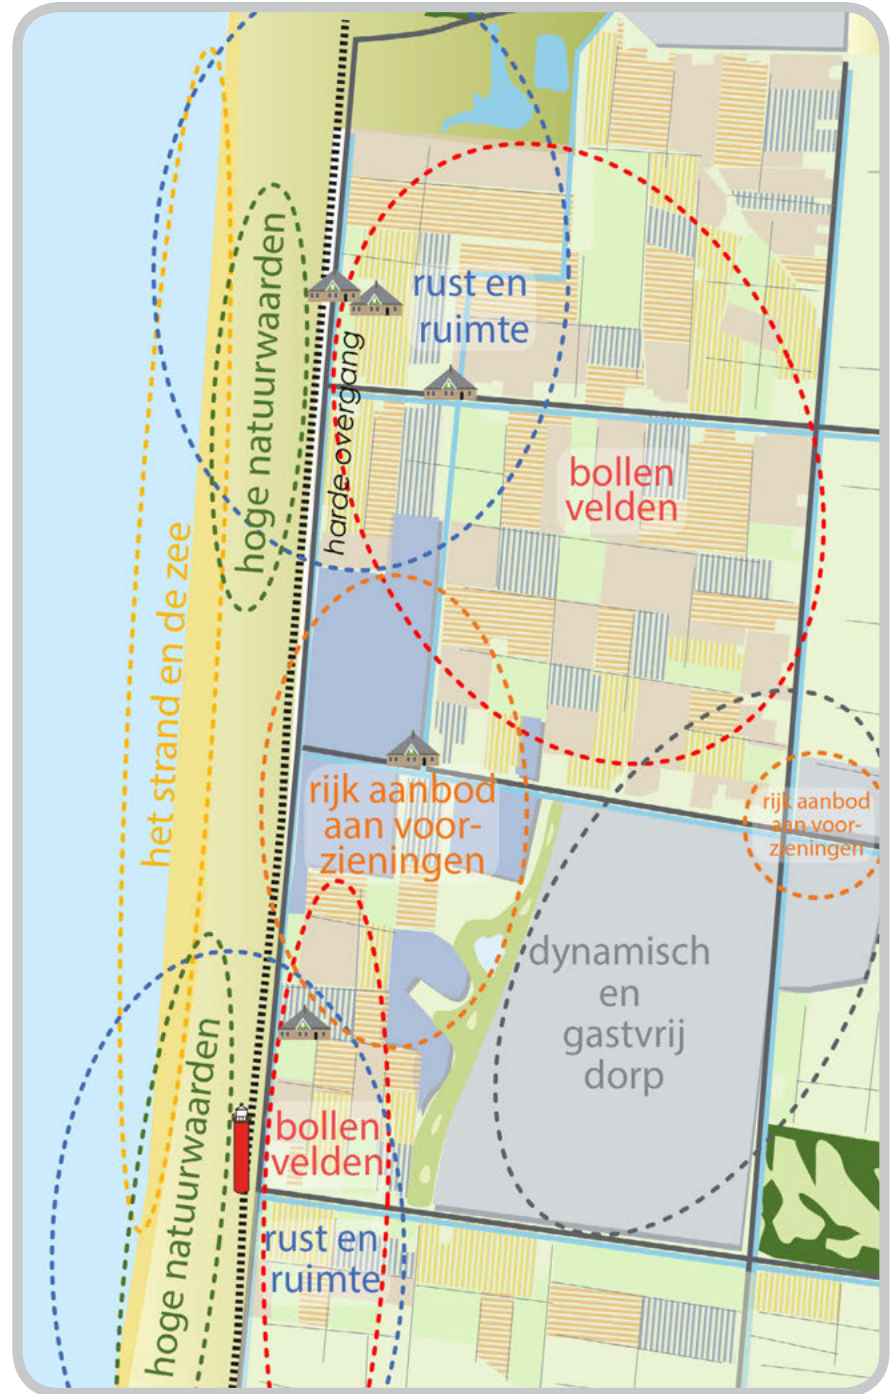 rust en
ruimte
hoge natuurwaarden
harde overgang
bollen
velden
het strand en de zee
rijk aanbod
aan voor-
zieningen
rijk aanbod
aan voor-
zieningen
dynamisch
en
gastvrij
dorp
hoge natuurwaarden
bollen
velden
rust en
ruimte